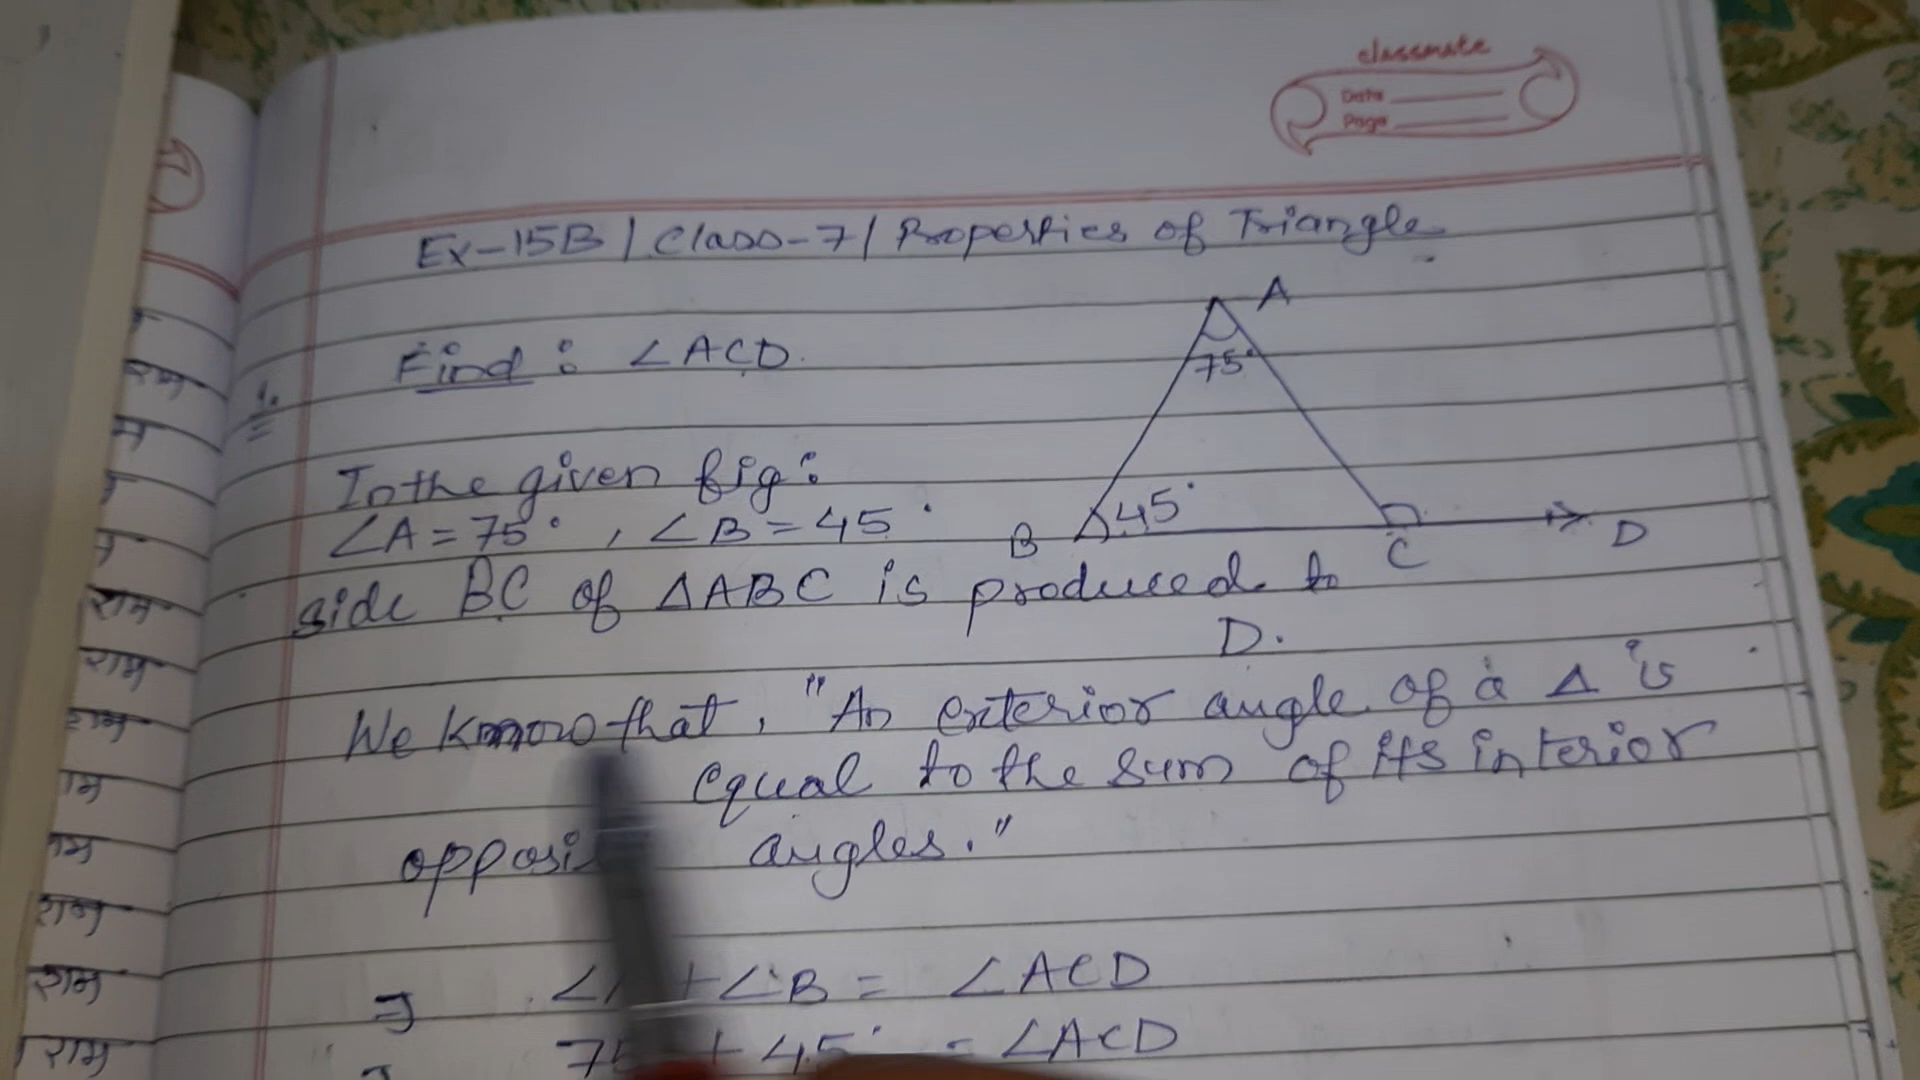 classmate
Date
Page
Ex-15B | Class-7 | Properties of Triangle
1.
Find : ∠ACD.
A
75°
In the given fig :
∠A = 75° , ∠B = 45°
B
45°
C
D
side BC of ΔABC is produced to
D.
We know that, "An exterior angle of a Δ is
equal to the sum of its interior
angles."
+ ∠B = ∠ACD
+ 45° = ∠ACD
राम
राम
राम
राम
राम
राम
राम
राम